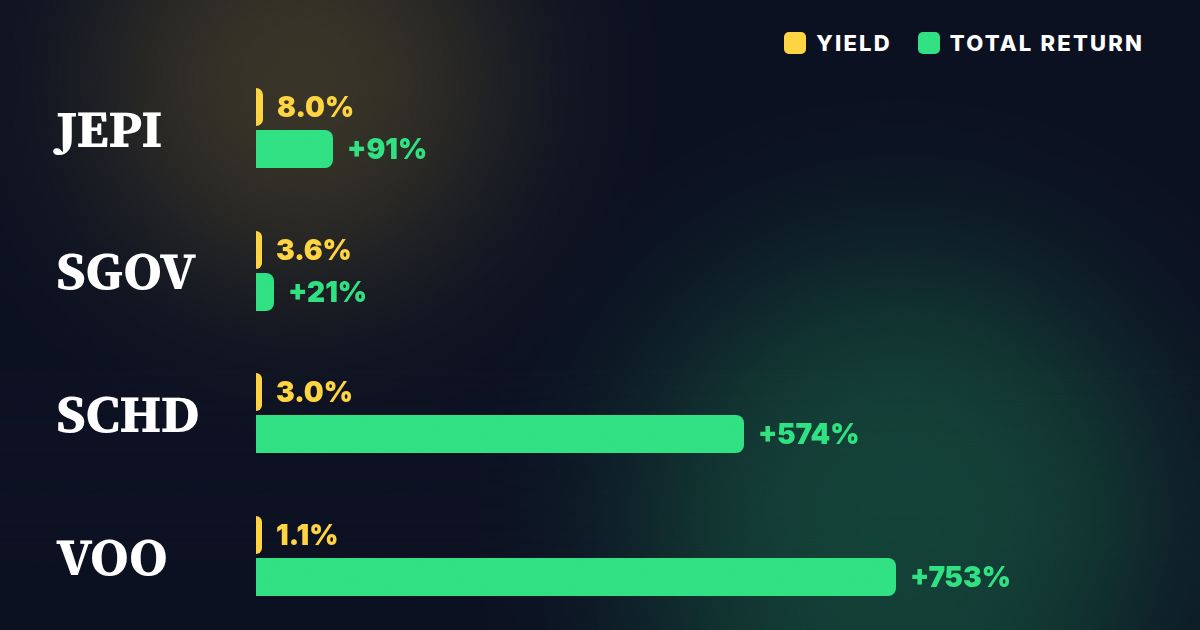 YIELD TOTAL RETURN
JEPI
8.0%
+91%
SGOV
3.6%
+21%
SCHD
3.0%
+574%
VOO
1.1%
+753%